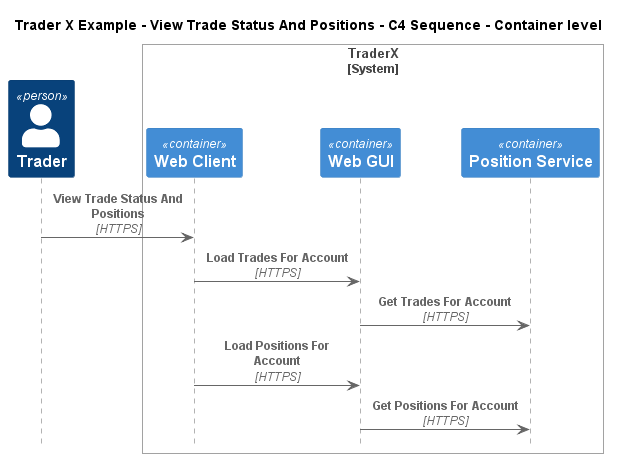 Trader X Example - View Trade Status And Positions - C4 Sequence - Container level
TraderX
[System]
«person»
Trader
«container»
Web Client
«container»
Web GUI
«container»
Position Service
View Trade Status And
Positions
[HTTPS]
Load Trades For Account
[HTTPS]
Get Trades For Account
[HTTPS]
Load Positions For
Account
[HTTPS]
Get Positions For Account
[HTTPS]